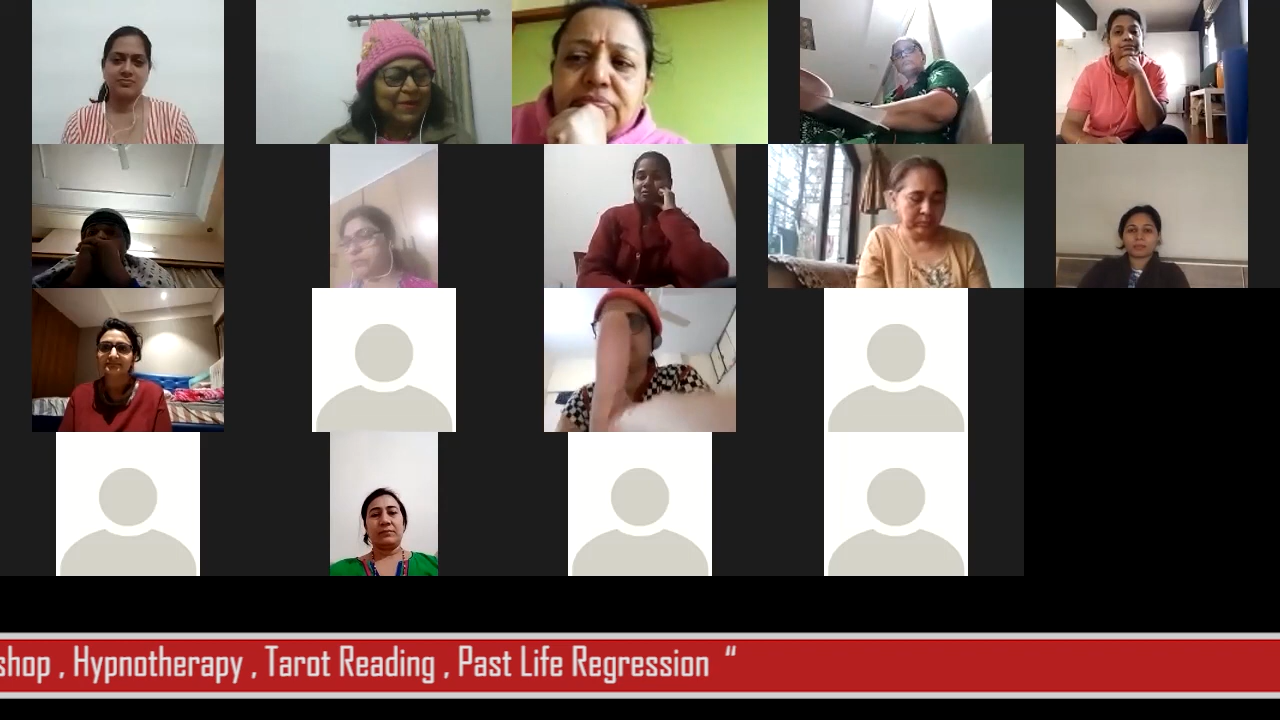 shop , Hypnotherapy , Tarot Reading , Past Life Regression “